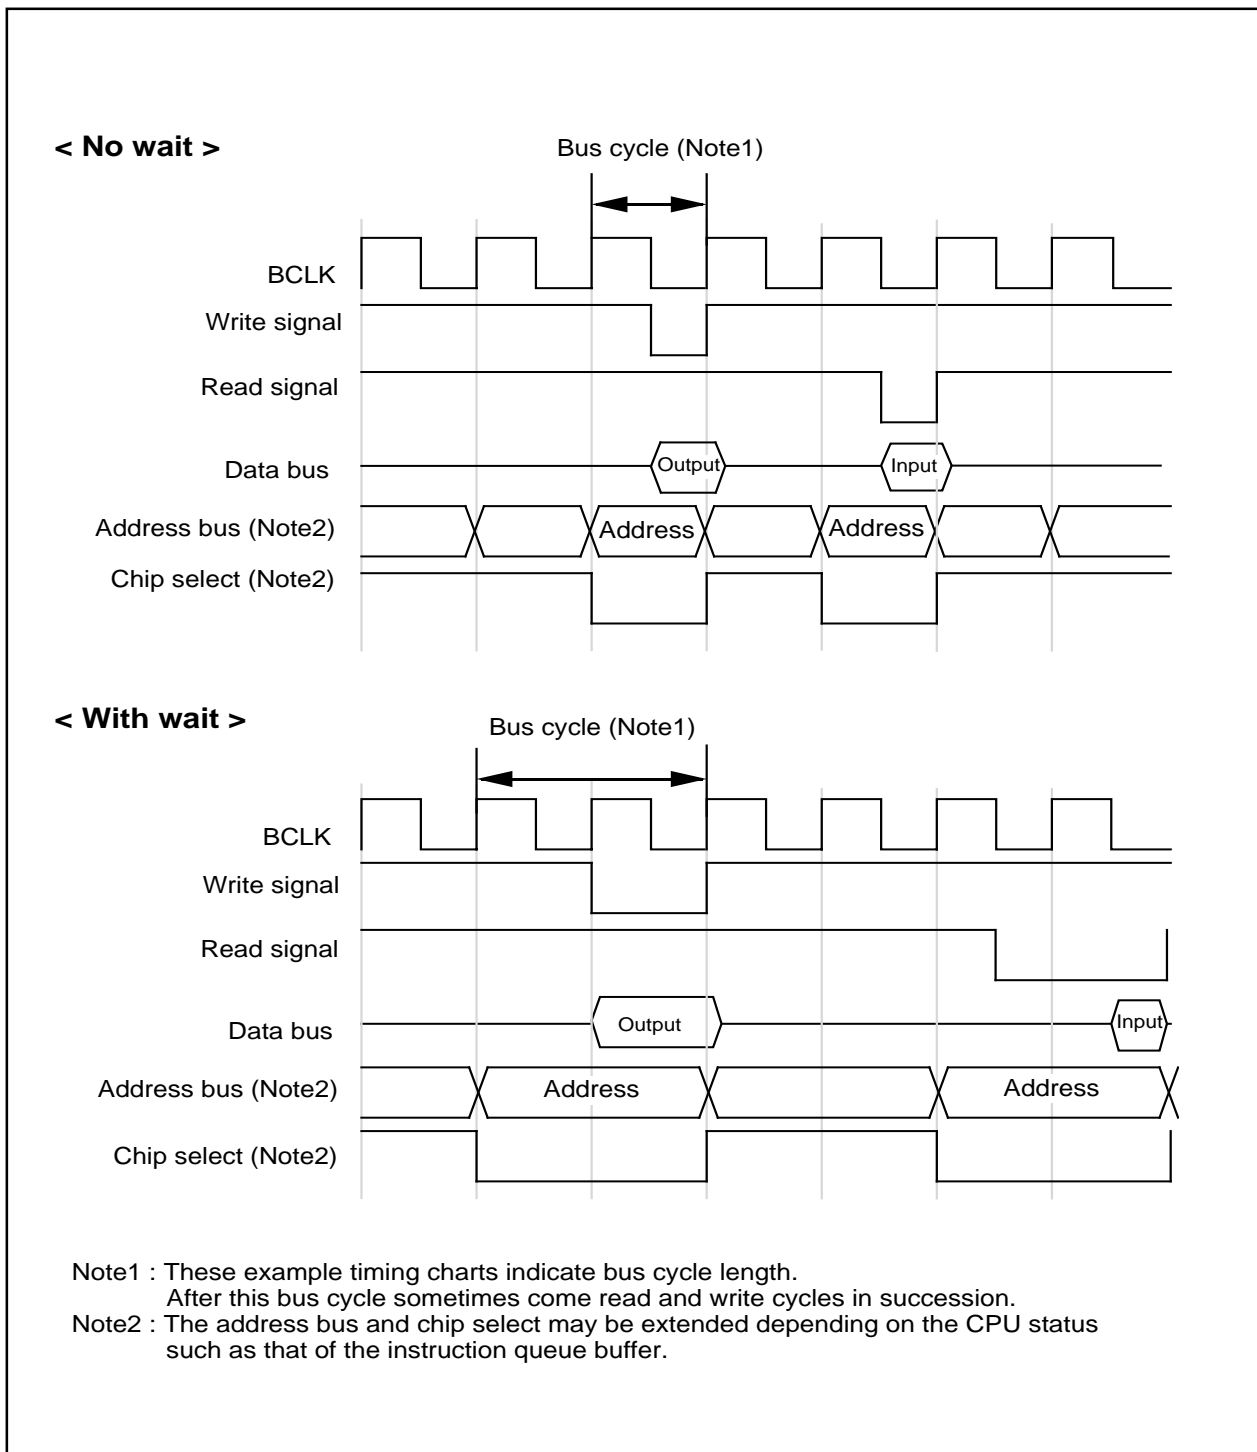 < No wait >
Bus cycle (Note1)
BCLK
Write signal
Read signal
Data bus
Output
Input
Address bus (Note2)
Address
Address
Chip select (Note2)
< With wait >
Bus cycle (Note1)
BCLK
Write signal
Read signal
Data bus
Output
Input
Address bus (Note2)
Address
Address
Chip select (Note2)
Note1 : These example timing charts indicate bus cycle length.
After this bus cycle sometimes come read and write cycles in succession.
Note2 : The address bus and chip select may be extended depending on the CPU status
such as that of the instruction queue buffer.